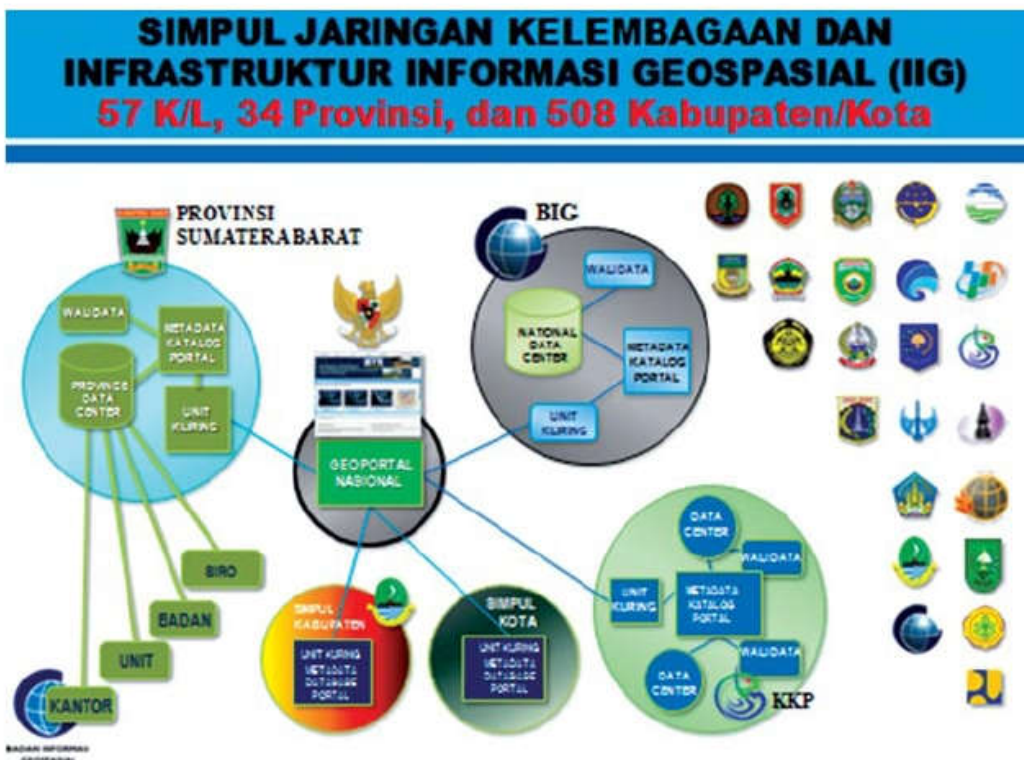 SIMPUL JARINGAN KELEMBAGAAN DAN
INFRASTRUKTUR INFORMASI GEOSPASIAL (IIG)
57 K/L, 34 Provinsi, dan 508 Kabupaten/Kota
PROVINSI
SUMATERA BARAT
WALIDATA
METADATA
KATALOG
PORTAL
PROVINCE
DATA
CENTER
UNIT
KLIRING
BIRO
BADAN
UNIT
KANTOR
BADAN INFORMASI
GEOSPASIAL
GEOPORTAL
NASIONAL
BIG
WALIDATA
NATIONAL
DATA
CENTER
METADATA
KATALOG
PORTAL
UNIT
KLIRING
SIMPUL
KABUPATEN
UNIT KLIRING
METADATA
DATABASE
PORTAL
SIMPUL
KOTA
UNIT KLIRING
METADATA
DATABASE
PORTAL
DATA
CENTER
WALIDATA
UNIT
KLIRING
METADATA
KATALOG
PORTAL
WALIDATA
DATA
CENTER
KKP